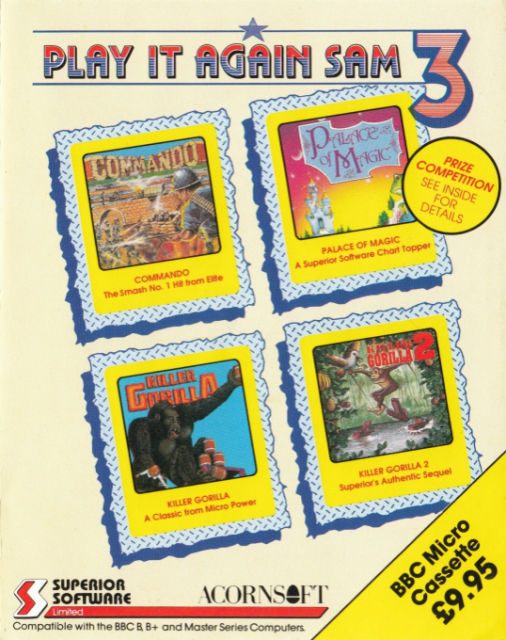 PLAY IT AGAIN SAM 3
COMMANDO
COMMANDO
The Smash No. 1 Hit from Elite
PALACE
of MAGIC
PALACE OF MAGIC
A Superior Software Chart Topper
PRIZE
COMPETITION
SEE INSIDE
FOR
DETAILS
KILLER
GORILLA
KILLER GORILLA
A Classic from Micro Power
KILLER
GORILLA 2
KILLER GORILLA 2
Superior's Authentic Sequel
BBC Micro
Cassette
£9.95
SUPERIOR
SOFTWARE
Limited
ACORNSOFT
Compatible with the BBC B, B+ and Master Series Computers.